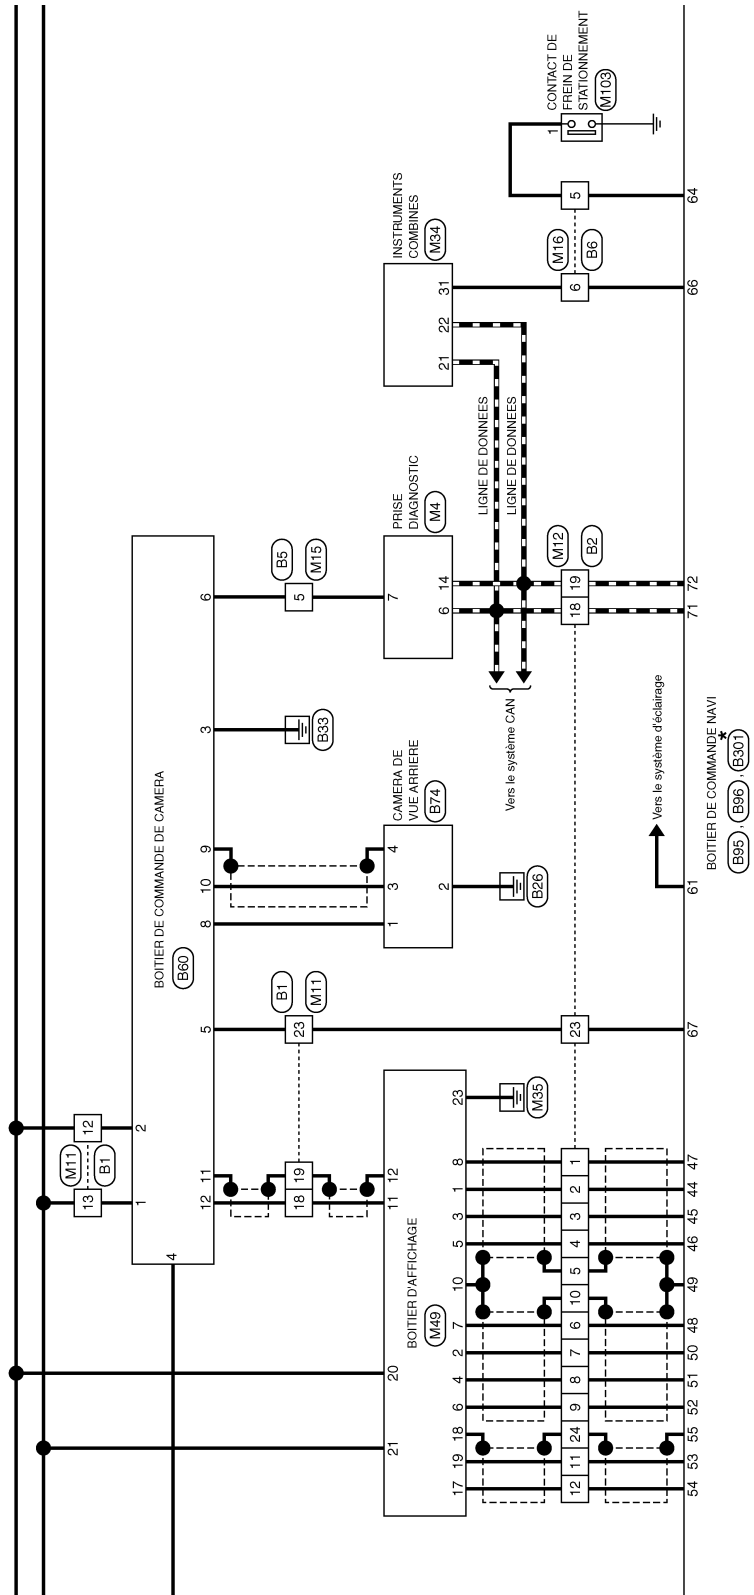 CONTACT DE
FREIN DE
STATIONNEMENT
M103
1
5
64
INSTRUMENTS
COMBINES
M34
M16
B6
31
6
66
22
21
LIGNE DE DONNEES
LIGNE DE DONNEES
PRISE
DIAGNOSTIC
M4
M12
B2
B5
M15
6
5
7
14
19
72
6
18
71
3
B33
Vers le système CAN
Vers le système d'éclairage
BOITIER DE COMMANDE NAVI
B95 , B96 , B301 *
61
BOITIER DE COMMANDE DE CAMERA
B60
CAMERA DE
VUE ARRIERE
B74
9
4
10
3
2
B26
8
1
B1
M11
5
23
23
67
23
M35
M11
B1
12
2
13
1
4
11
19
12
12
18
11
BOITIER D'AFFICHAGE
M49
8
1
47
1
2
44
3
3
45
5
4
46
5
10
49
10
7
6
48
2
7
50
4
8
51
6
9
52
18
24
55
19
11
53
17
12
54
20
21